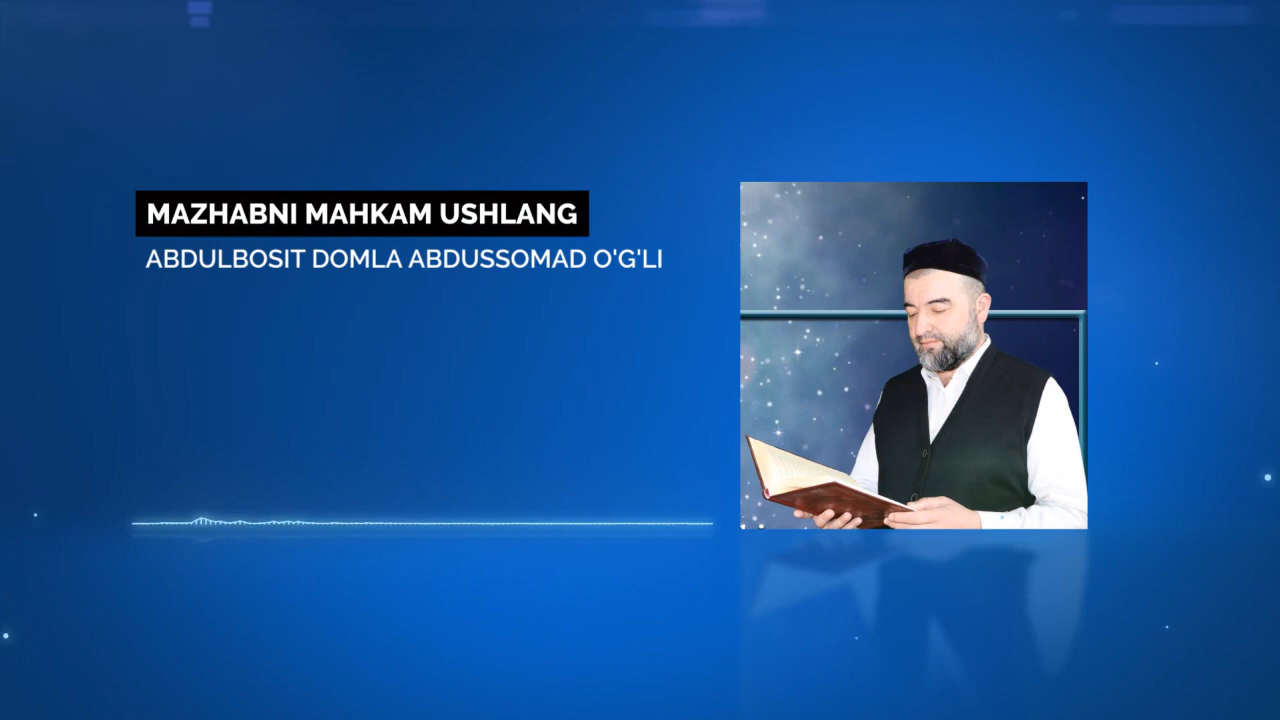 MAZHABNI MAHKAM USHLANG
ABDULBOSIT DOMLA ABDUSSOMAD O'G'LI